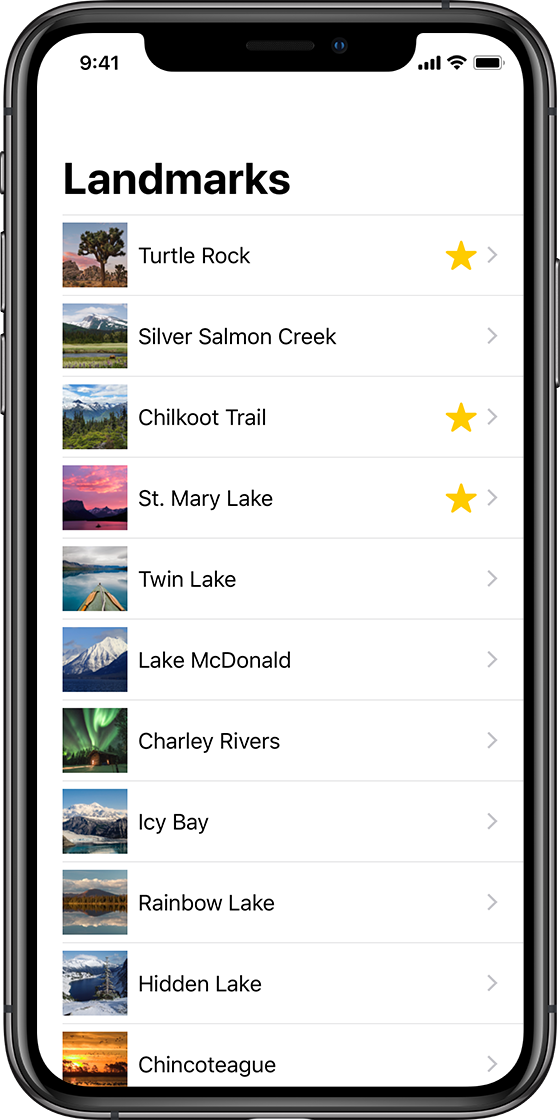 9:41
Landmarks
Turtle Rock
Silver Salmon Creek
Chilkoot Trail
St. Mary Lake
Twin Lake
Lake McDonald
Charley Rivers
Icy Bay
Rainbow Lake
Hidden Lake
Chincoteague